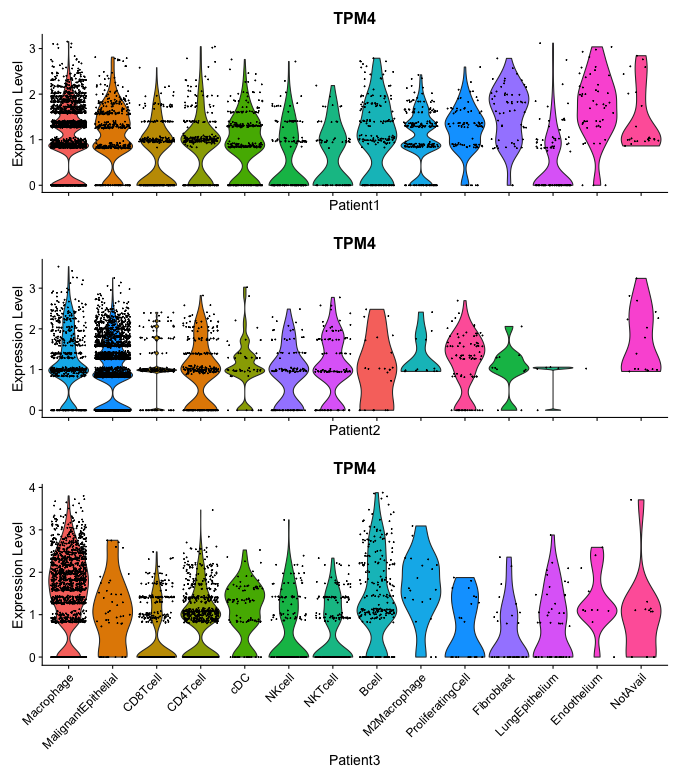 TPM4
Expression Level
3
2
1
0
Patient1
TPM4
Expression Level
3
2
1
0
Patient2
TPM4
Expression Level
4
3
2
1
0
Macrophage
MalignantEpithelial
CD8Tcell
CD4Tcell
cDC
NKcell
NKTcell
Bcell
M2Macrophage
ProliferatingCell
Fibroblast
LungEpithelium
Endothelium
NotAvail
Patient3